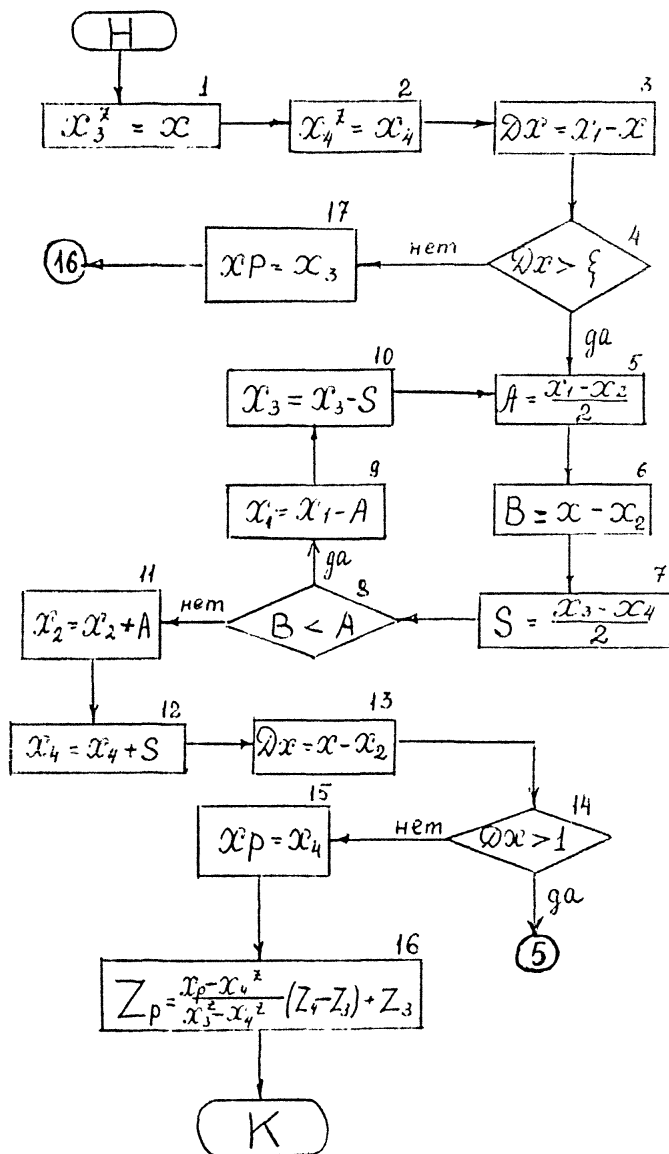 Н
1
x₃ᶻ = x
2
x₄ᶻ = x₄
3
Dx = x₁ - x
4
Dx > ξ
нет
17
xP = x₃
16
да
5
A = (x₁ - x₂)/2
6
B = x - x₂
7
S = (x₃ - x₄)/2
8
B < A
да
9
x₁ = x₁ - A
10
x₃ = x₃ - S
нет
11
x₂ = x₂ + A
12
x₄ = x₄ + S
13
Dx = x - x₂
14
Dx > 1
да
5
нет
15
xp = x₄
16
Zp = (xp - x₄ᶻ)/(x₃ᶻ - x₄ᶻ) (Z₄ - Z₃) + Z₃
К